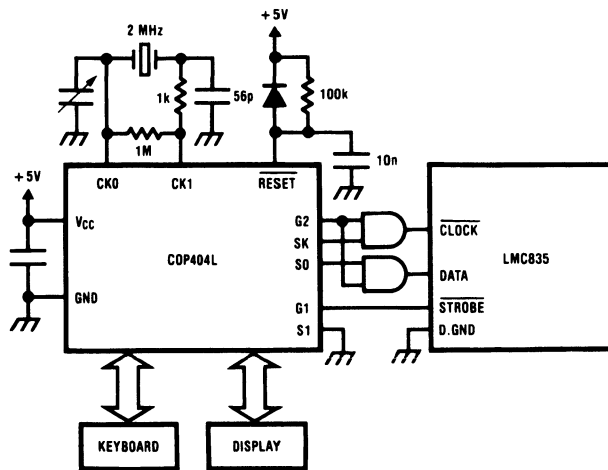 2 MHz
+5V
1k
56p
100k
1M
10n
+5V
CK0
CK1
RESET
VCC
GND
COP404L
G2
SK
SO
G1
S1
CLOCK
DATA
STROBE
D.GND
LMC835
KEYBOARD
DISPLAY